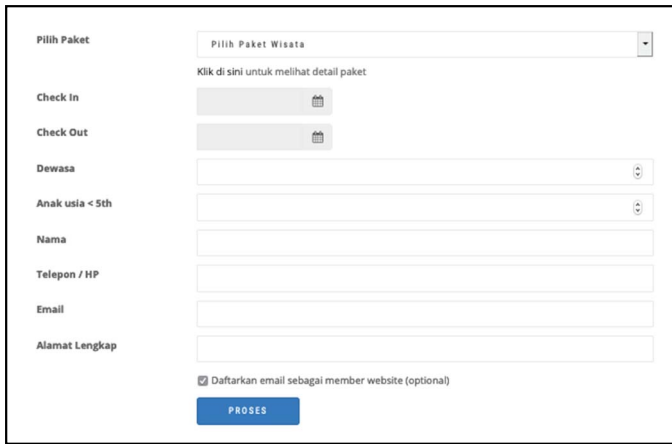 Pilih Paket
Pilih Paket Wisata
Klik di sini untuk melihat detail paket
Check In
Check Out
Dewasa
Anak usia < 5th
Nama
Telepon / HP
Email
Alamat Lengkap
Daftarkan email sebagai member website (optional)
PROSES